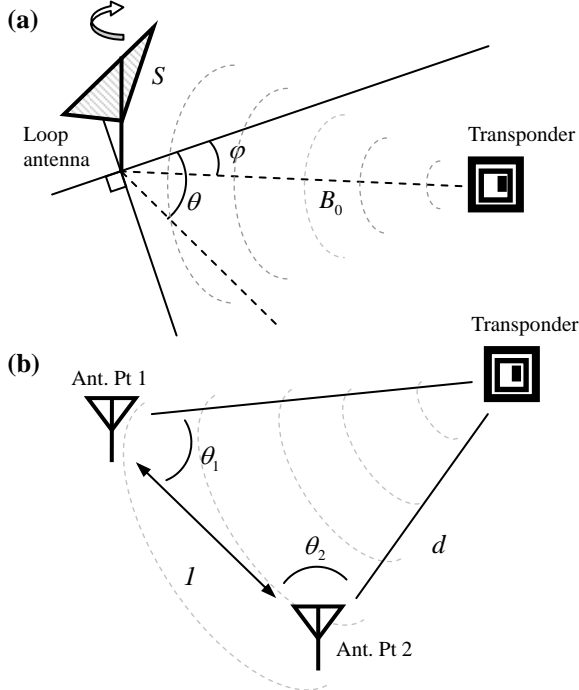 (a)
S
Loop
antenna
φ
θ
B₀
Transponder
Transponder
(b)
Ant. Pt 1
θ₁
θ₂
d
l
Ant. Pt 2